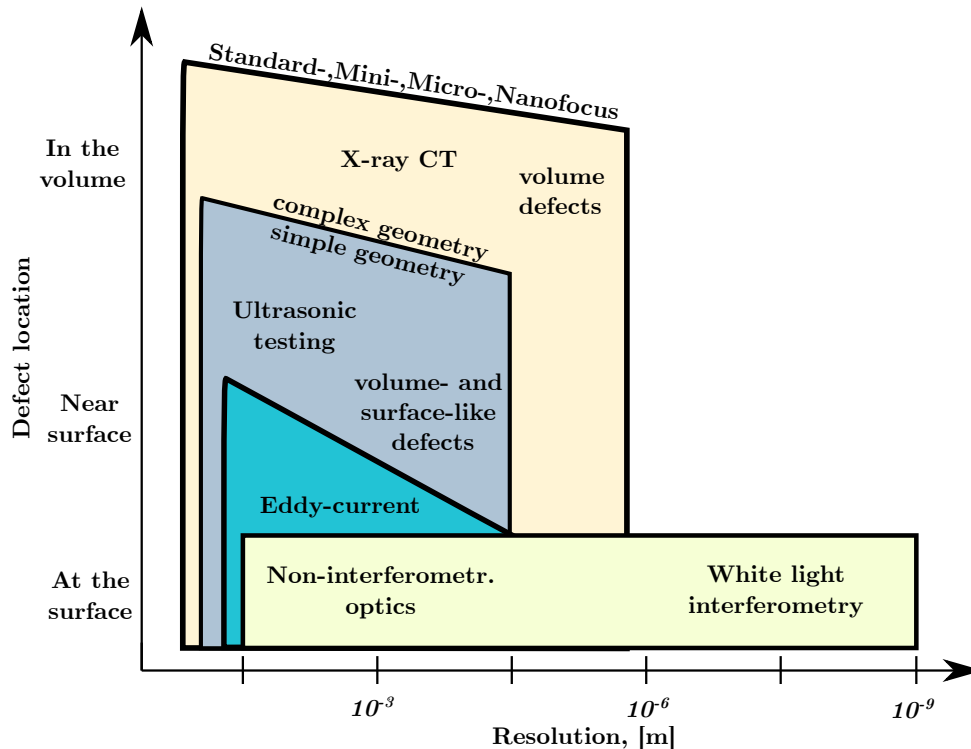 Standard-,Mini-,Micro-,Nanofocus
In the
volume
X-ray CT
volume
defects
complex geometry
simple geometry
Ultrasonic
testing
Defect location
Near
surface
volume- and
surface-like
defects
Eddy-current
At the
surface
Non-interferometr.
optics
White light
interferometry
10⁻³
10⁻⁶
10⁻⁹
Resolution, [m]